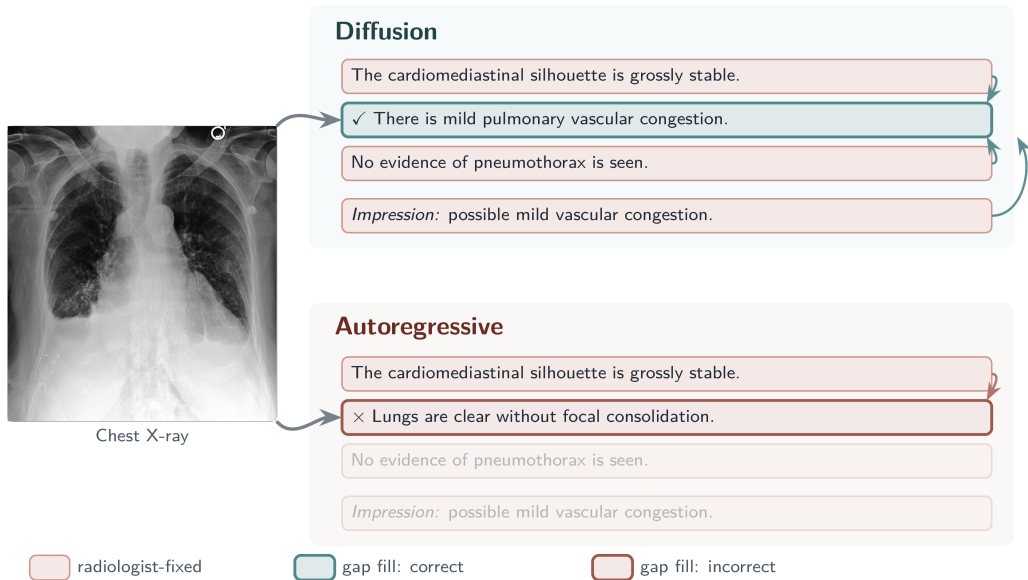 Diffusion
The cardiomediastinal silhouette is grossly stable.
✓ There is mild pulmonary vascular congestion.
No evidence of pneumothorax is seen.
Impression: possible mild vascular congestion.
Chest X-ray
Autoregressive
The cardiomediastinal silhouette is grossly stable.
× Lungs are clear without focal consolidation.
No evidence of pneumothorax is seen.
Impression: possible mild vascular congestion.
radiologist-fixed
gap fill: correct
gap fill: incorrect